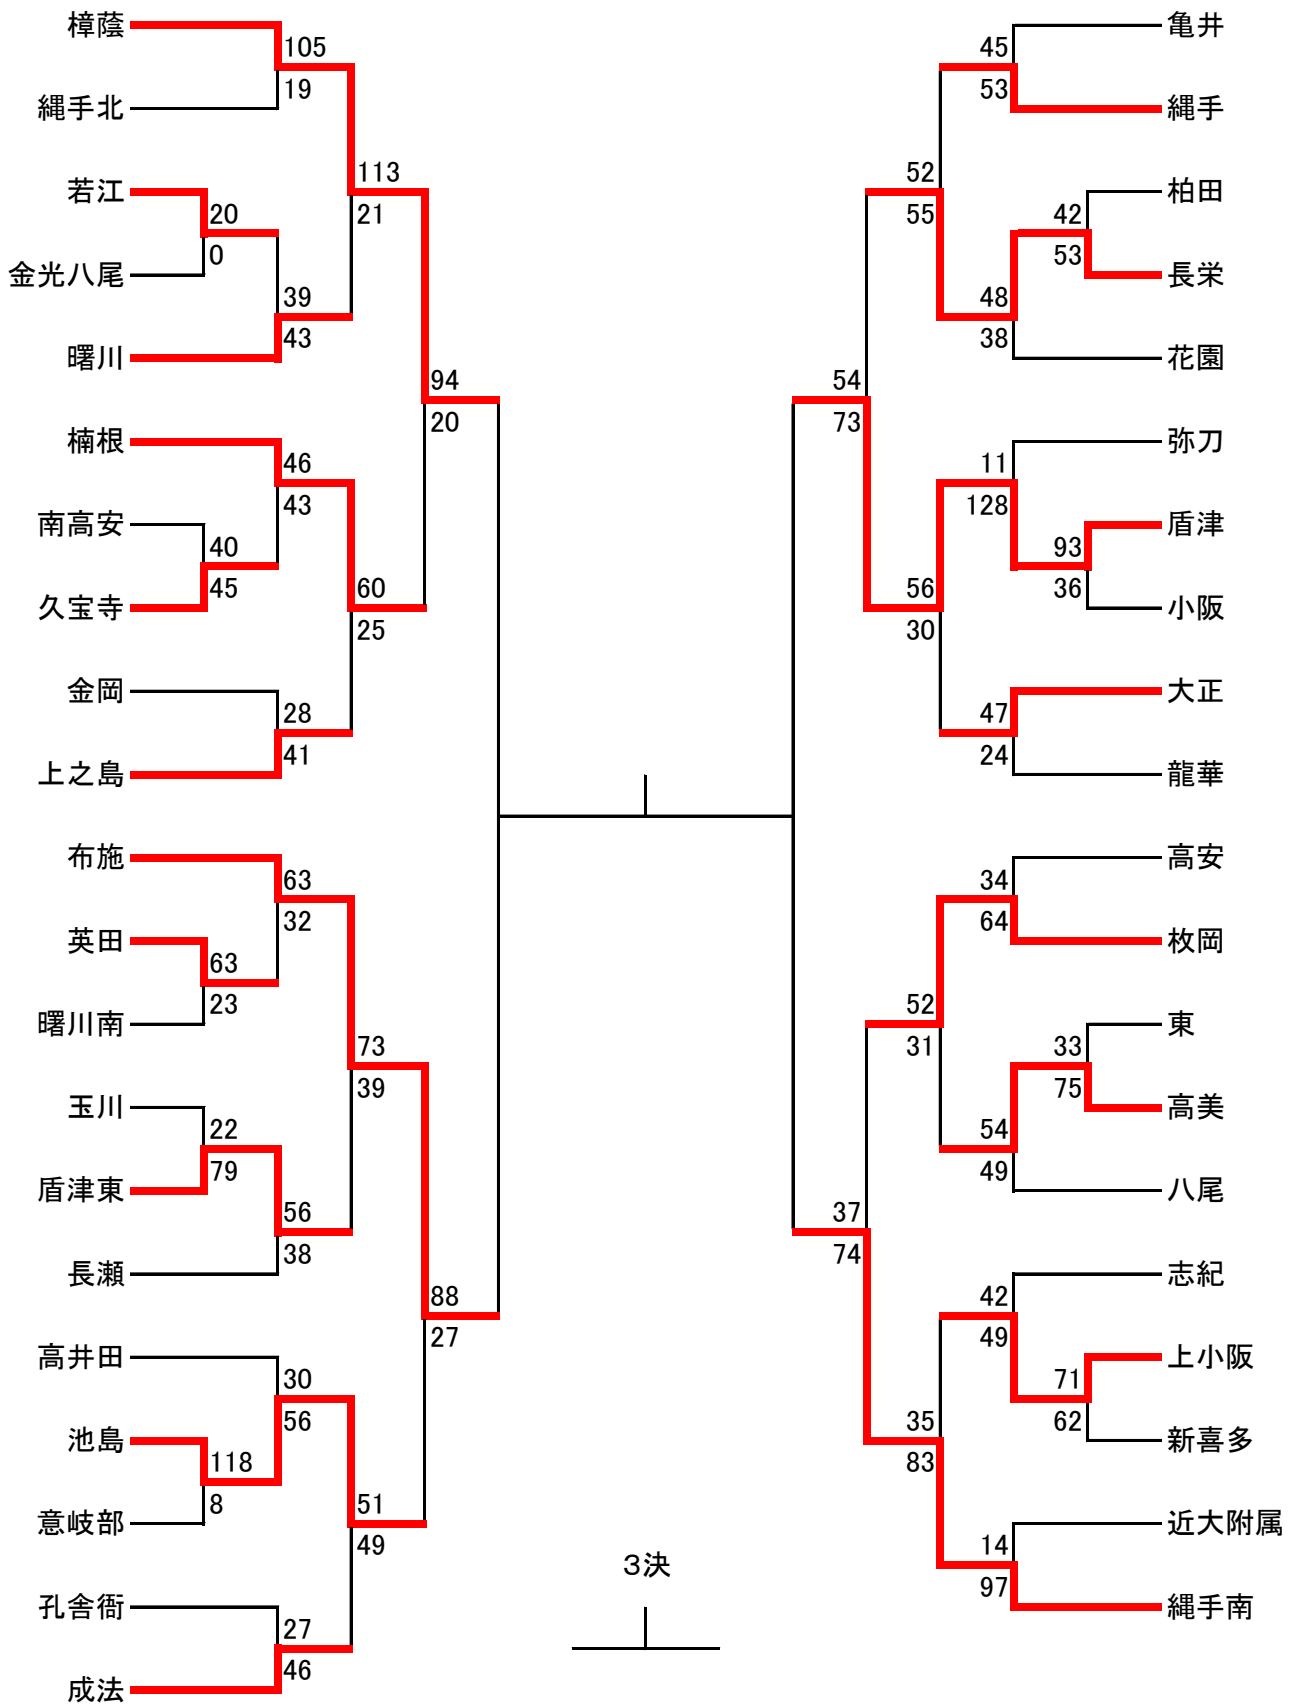 樟蔭
105
19
縄手北
113
21
若江
20
0
金光八尾
39
43
曙川
94
20
楠根
46
43
南高安
40
45
久宝寺
60
25
金岡
28
41
上之島
布施
63
32
英田
63
23
曙川南
73
39
玉川
22
79
盾津東
56
38
長瀬
88
27
高井田
30
56
池島
118
8
意岐部
51
49
孔舎衙
27
46
成法
亀井
45
53
縄手
52
55
柏田
42
53
長栄
48
38
花園
54
73
弥刀
11
128
盾津
93
36
小阪
56
30
大正
47
24
龍華
高安
34
64
枚岡
52
31
東
33
75
高美
54
49
八尾
37
74
志紀
42
49
上小阪
71
62
新喜多
35
83
近大附属
14
97
縄手南
3決